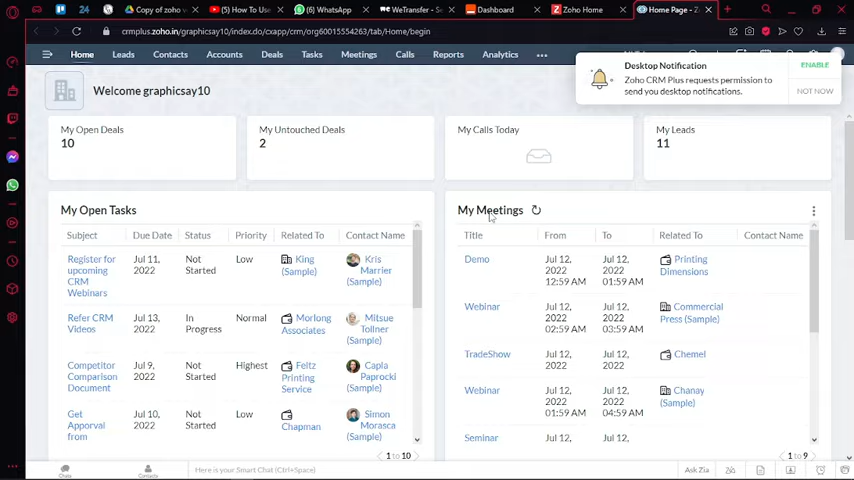 24
Copy of zoho
(5) How To Use
(6) WhatsApp
WeTransfer - S
Dashboard
Zoho Home
Home Page -
crmplus.zoho.in/graphicsay10/index.do/cxapp/crm/org60015554263/tab/Home/begin
Home Leads Contacts Accounts Deals Tasks Meetings Calls Reports Analytics
Desktop Notification
Zoho CRM Plus requests permission to
send you desktop notifications.
ENABLE
NOT NOW
Welcome graphicsay10
My Open Deals
10
My Untouched Deals
2
My Calls Today
My Leads
11
My Open Tasks
Subject Due Date Status Priority Related To Contact Name
Register for
upcoming
CRM
Webinars
Jul 11,
2022
Not
Started
Low
King
(Sample)
Kris
Marrier
(Sample)
Refer CRM
Videos
Jul 13,
2022
In
Progress
Normal
Morlong
Associates
Mitsue
Tollner
(Sample)
Competitor
Comparison
Document
Jul 9,
2022
Not
Started
Highest
Feltz
Printing
Service
Capla
Paprocki
(Sample)
Get
Apporval
from
Jul 10,
2022
Not
Started
Low
Chapman
Simon
Morasca
(Sample)
1 to 10
My Meetings
Title From To Related To Contact Name
Demo
Jul 12,
2022
12:59 AM
Jul 12,
2022
01:59 AM
Printing
Dimensions
Webinar
Jul 12,
2022
02:59 AM
Jul 12,
2022
03:59 AM
Commercial
Press (Sample)
TradeShow
Jul 12,
2022
Jul 12,
2022
Chemel
Webinar
Jul 12,
2022
01:59 AM
Jul 12,
2022
04:59 AM
Chanay
(Sample)
Seminar
Jul 12,
Jul 12,
1 to 9
Chats
Contacts
Here is your Smart Chat (Ctrl+Space)
Ask Zia